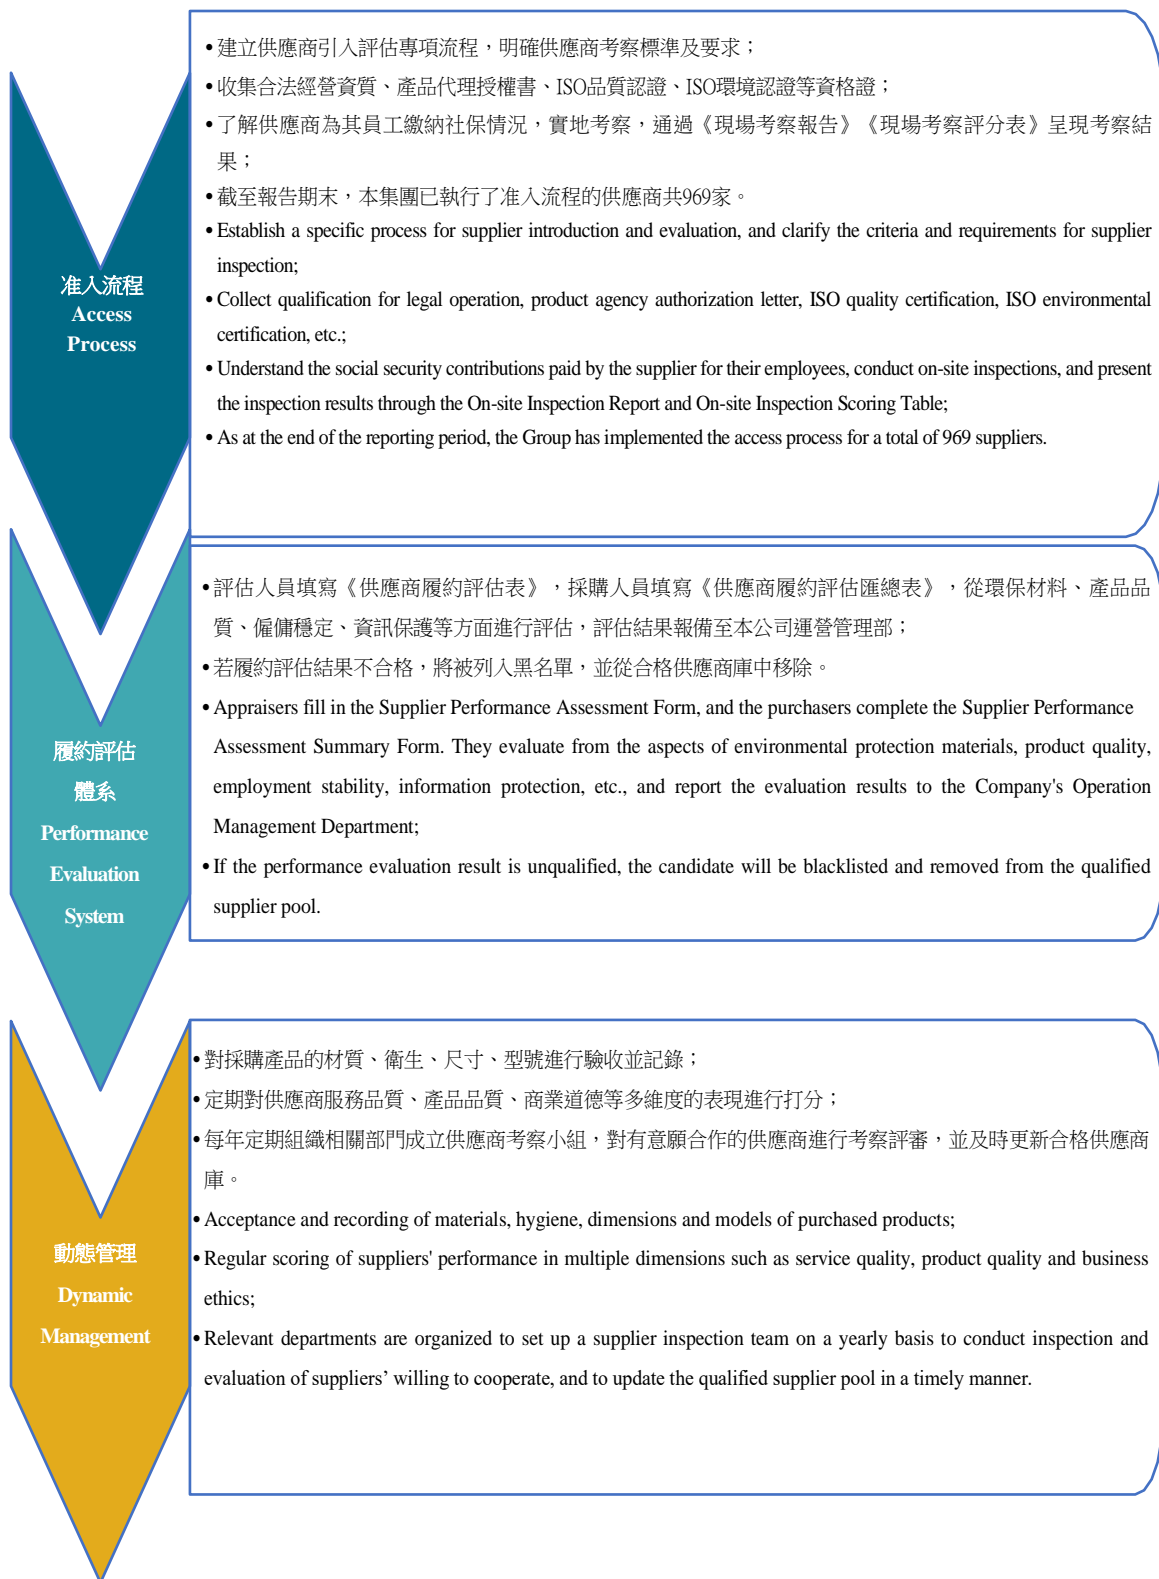 准入流程
Access
Process
•建立供應商引入評估專項流程，明確供應商考察標準及要求；
•收集合法經營資質、產品代理授權書、ISO品質認證、ISO環境認證等資格證；
•了解供應商為其員工繳納社保情況，實地考察，通過《現場考察報告》《現場考察評分表》呈現考察結
果；
•截至報告期末，本集團已執行了准入流程的供應商共969家。
• Establish a specific process for supplier introduction and evaluation, and clarify the criteria and requirements for supplier
inspection;
• Collect qualification for legal operation, product agency authorization letter, ISO quality certification, ISO environmental
certification, etc.;
• Understand the social security contributions paid by the supplier for their employees, conduct on-site inspections, and present
the inspection results through the On-site Inspection Report and On-site Inspection Scoring Table;
• As at the end of the reporting period, the Group has implemented the access process for a total of 969 suppliers.
履約評估
體系
Performance
Evaluation
System
•評估人員填寫《供應商履約評估表》，採購人員填寫《供應商履約評估匯總表》，從環保材料、產品品
質、僱傭穩定、資訊保護等方面進行評估，評估結果報備至本公司運營管理部；
•若履約評估結果不合格，將被列入黑名單，並從合格供應商庫中移除。
• Appraisers fill in the Supplier Performance Assessment Form, and the purchasers complete the Supplier Performance
Assessment Summary Form. They evaluate from the aspects of environmental protection materials, product quality,
employment stability, information protection, etc., and report the evaluation results to the Company's Operation
Management Department;
• If the performance evaluation result is unqualified, the candidate will be blacklisted and removed from the qualified
supplier pool.
動態管理
Dynamic
Management
•對採購產品的材質、衛生、尺寸、型號進行驗收並記錄；
•定期對供應商服務品質、產品品質、商業道德等多維度的表現進行打分；
•每年定期組織相關部門成立供應商考察小組，對有意願合作的供應商進行考察評審，並及時更新合格供應商
庫。
• Acceptance and recording of materials, hygiene, dimensions and models of purchased products;
• Regular scoring of suppliers' performance in multiple dimensions such as service quality, product quality and business
ethics;
• Relevant departments are organized to set up a supplier inspection team on a yearly basis to conduct inspection and
evaluation of suppliers’ willing to cooperate, and to update the qualified supplier pool in a timely manner.